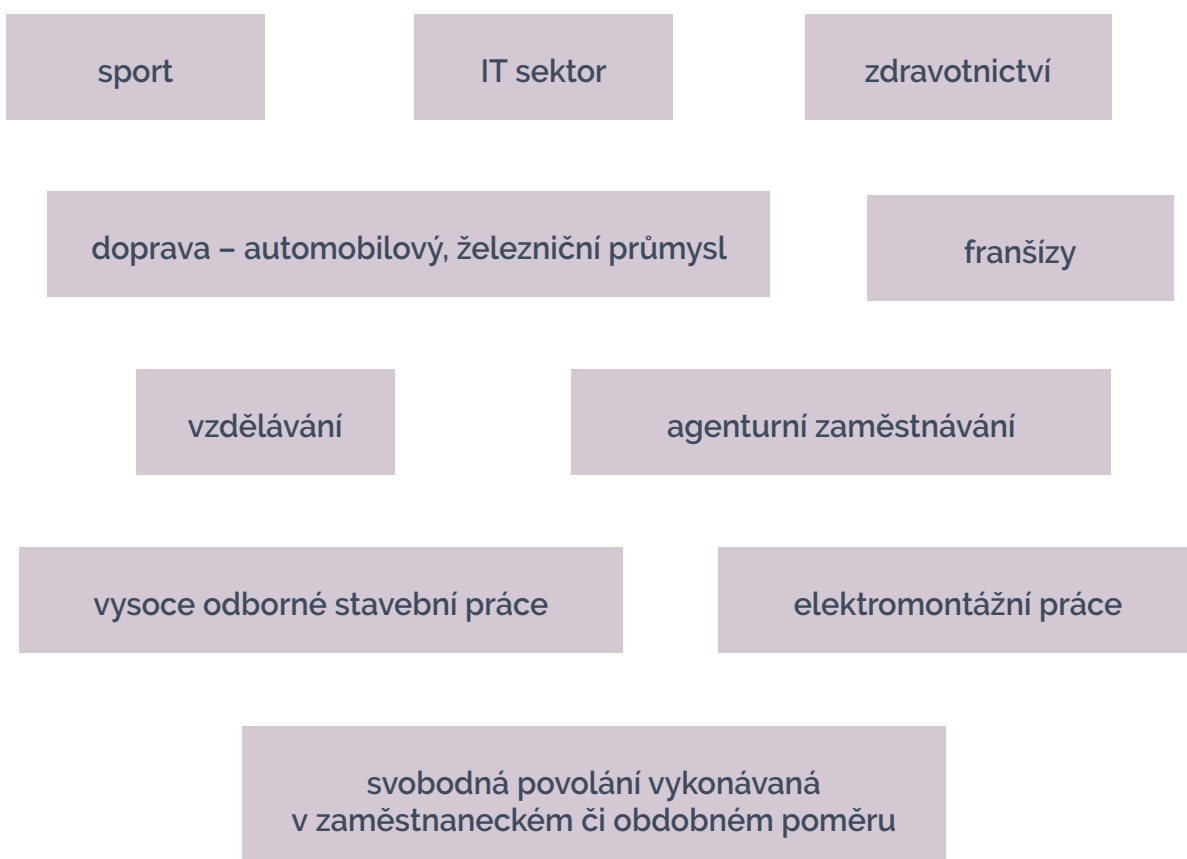 sport
IT sektor
zdravotnictví
doprava – automobilový, železniční průmysl
franšízy
vzdělávání
agenturní zaměstnávání
vysoce odborné stavební práce
elektromontážní práce
svobodná povolání vykonávaná
v zaměstnaneckém či obdobném poměru